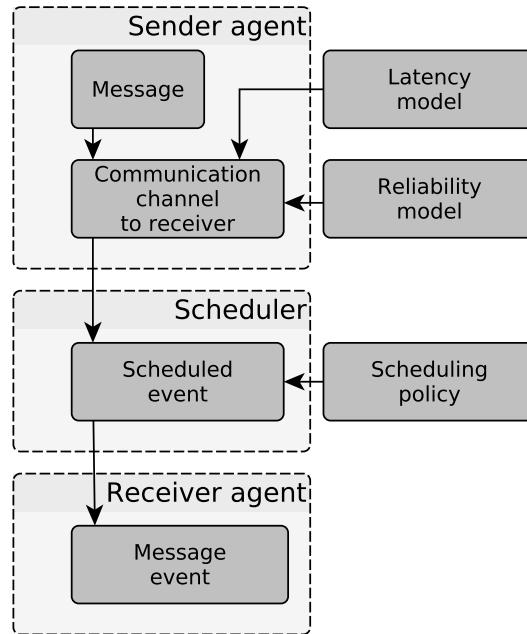 Sender agent
Message
Latency
model
Communication
channel
to receiver
Reliability
model
Scheduler
Scheduled
event
Scheduling
policy
Receiver agent
Message
event